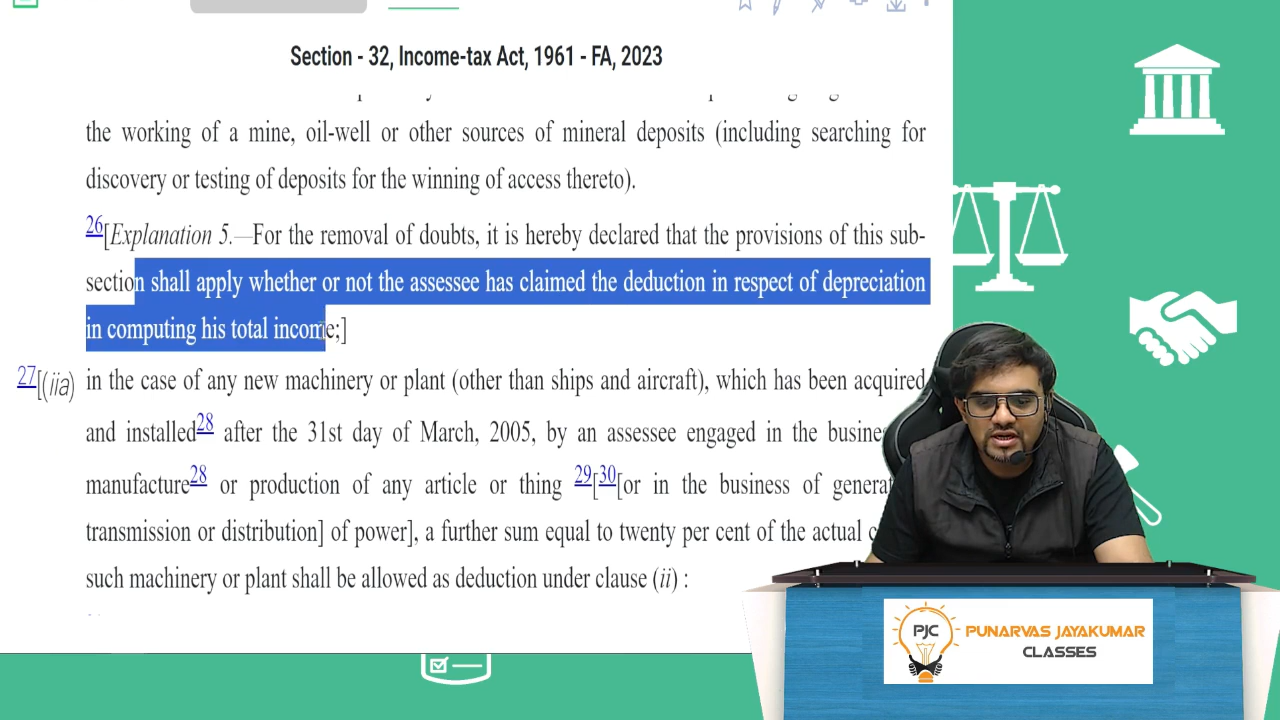 Section - 32, Income-tax Act, 1961 - FA, 2023
the working of a mine, oil-well or other sources of mineral deposits (including searching for
discovery or testing of deposits for the winning of access thereto).
26[Explanation 5.—For the removal of doubts, it is hereby declared that the provisions of this sub-
section shall apply whether or not the assessee has claimed the deduction in respect of depreciation
in computing his total income;]
27[(iia) in the case of any new machinery or plant (other than ships and aircraft), which has been acquired
and installed28 after the 31st day of March, 2005, by an assessee engaged in the
manufacture28 or production of any article or thing 29[30[or in the business of
transmission or distribution] of power], a further sum equal to twenty per cent of the actual
such machinery or plant shall be allowed as deduction under clause (ii) :
PJC
PUNARVAS JAYAKUMAR
CLASSES